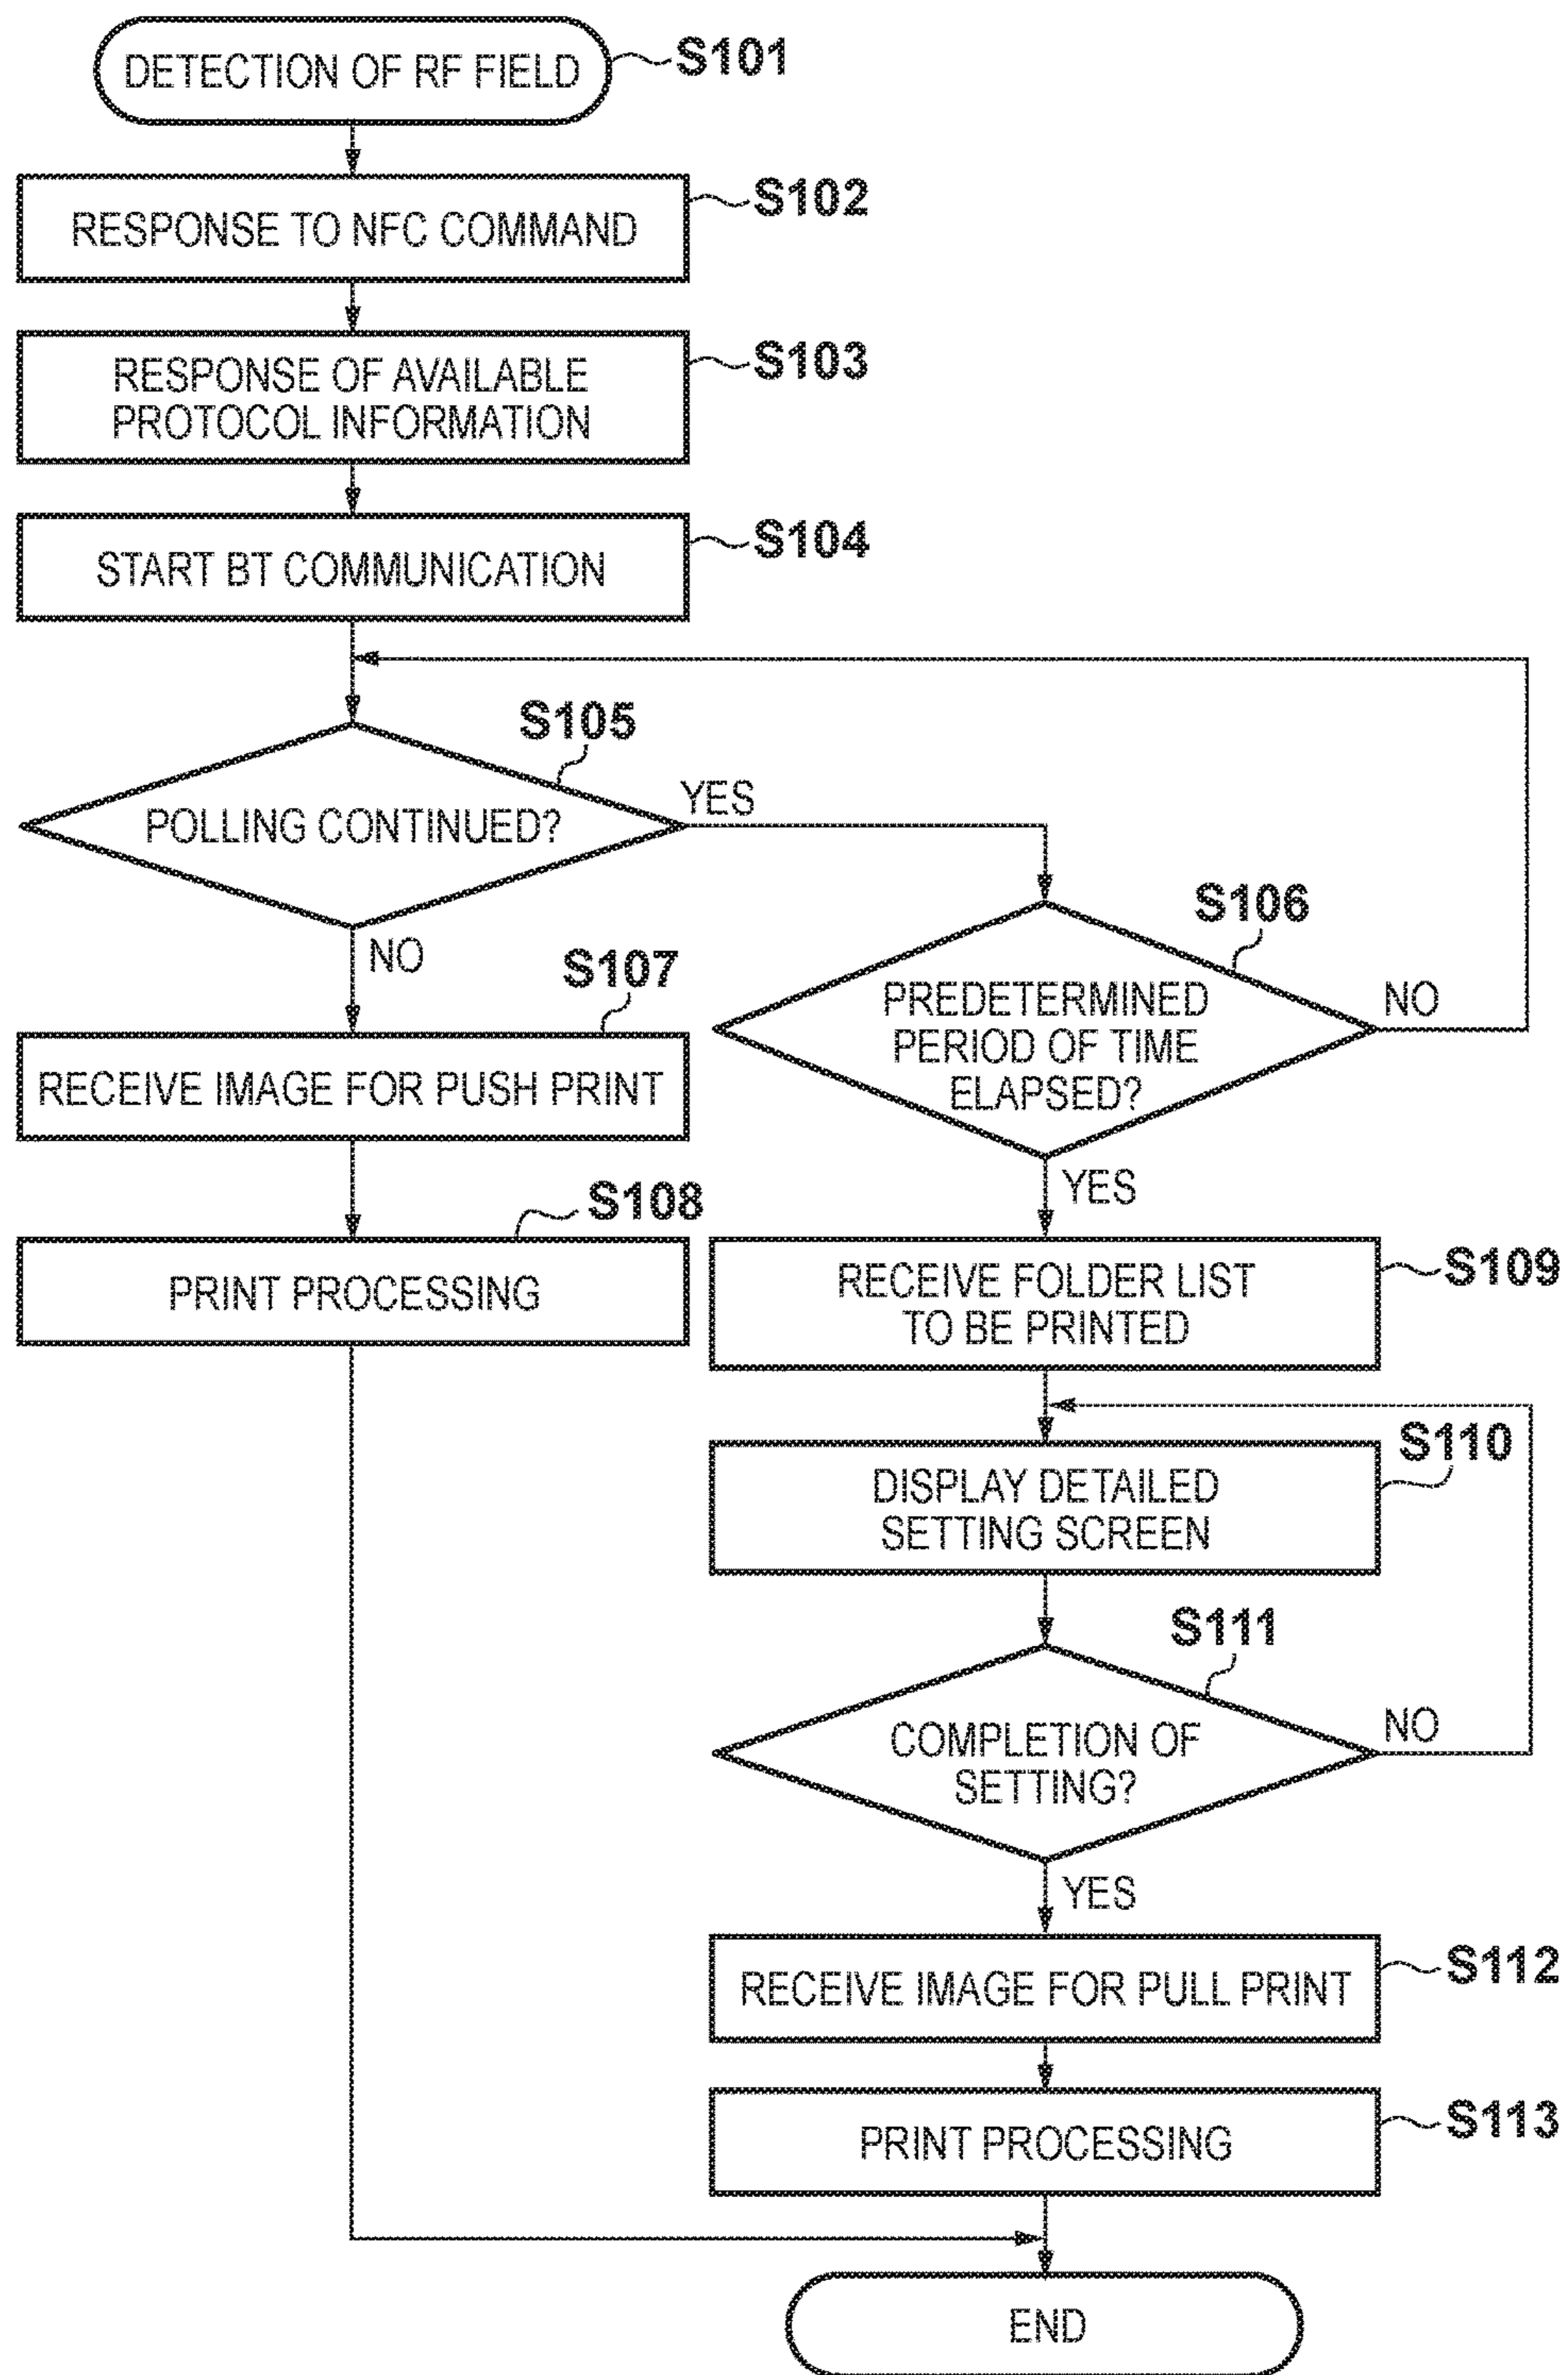 DETECTION OF RF FIELD
S101
RESPONSE TO NFC COMMAND
S102
RESPONSE OF AVAILABLE
PROTOCOL INFORMATION
S103
START BT COMMUNICATION
S104
S105
POLLING CONTINUED?
YES
NO
S106
PREDETERMINED
PERIOD OF TIME
ELAPSED?
NO
YES
S107
RECEIVE IMAGE FOR PUSH PRINT
S108
PRINT PROCESSING
RECEIVE FOLDER LIST
TO BE PRINTED
S109
S110
DISPLAY DETAILED
SETTING SCREEN
S111
COMPLETION OF
SETTING?
NO
YES
RECEIVE IMAGE FOR PULL PRINT
S112
PRINT PROCESSING
S113
END